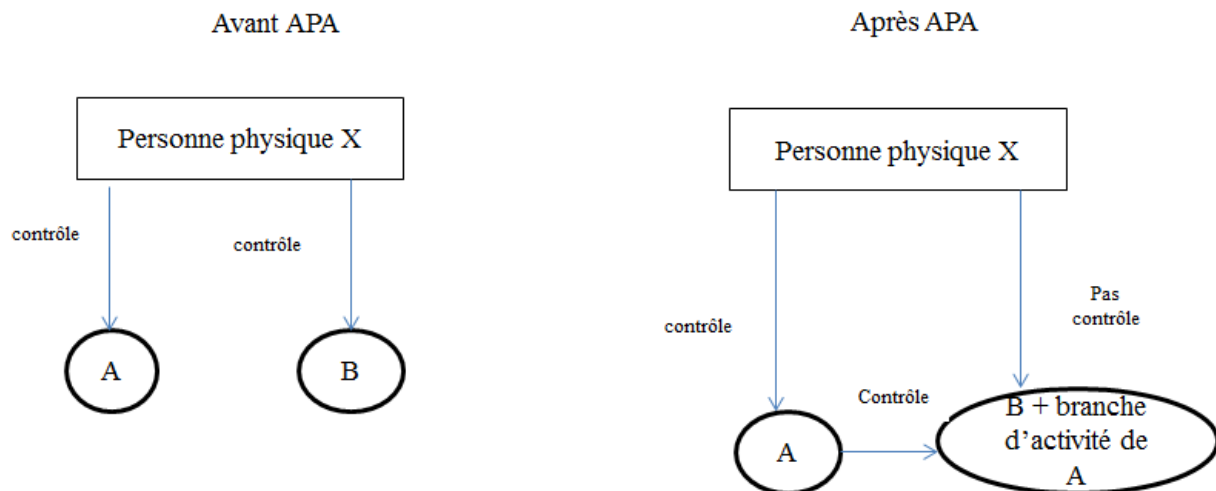 Avant APA
Personne physique X
contrôle
contrôle
A
B
Après APA
Personne physique X
contrôle
Pas
contrôle
Contrôle
A
B + branche
d’activité de
A